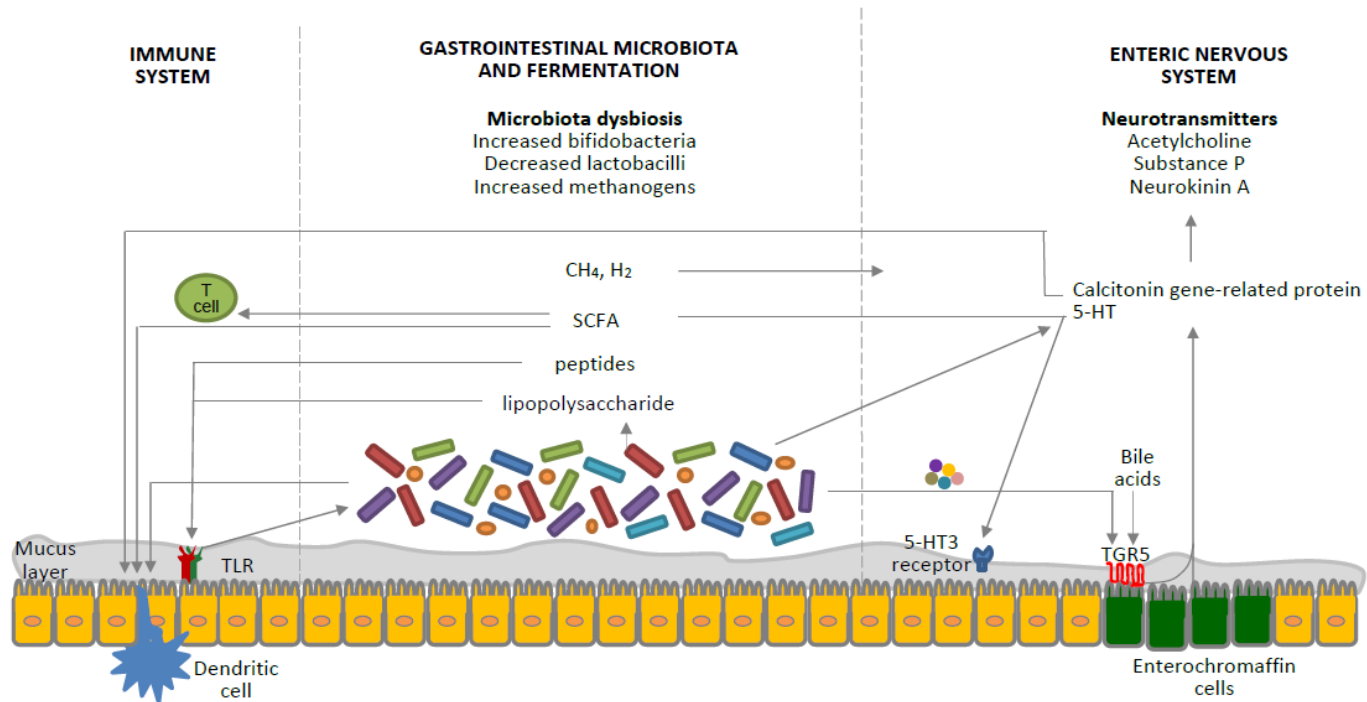 IMMUNE
SYSTEM
GASTROINTESTINAL MICROBIOTA
AND FERMENTATION
ENTERIC NERVOUS
SYSTEM
Microbiota dysbiosis
Increased bifidobacteria
Decreased lactobacilli
Increased methanogens
Neurotransmitters
Acetylcholine
Substance P
Neurokinin A
CH₄, H₂
T
cell
SCFA
Calcitonin gene-related protein
5-HT
peptides
lipopolysaccharide
Bile
acids
Mucus
layer
TLR
5-HT3
receptor
TGR5
Dendritic
cell
Enterochromaffin
cells